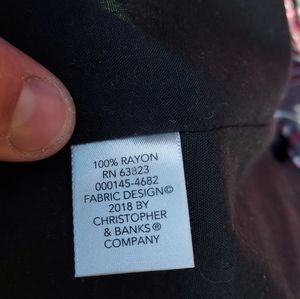 100% RAYON
RN 63823
000145-4682
FABRIC DESIGN©
2018 BY
CHRISTOPHER
& BANKS®
COMPANY